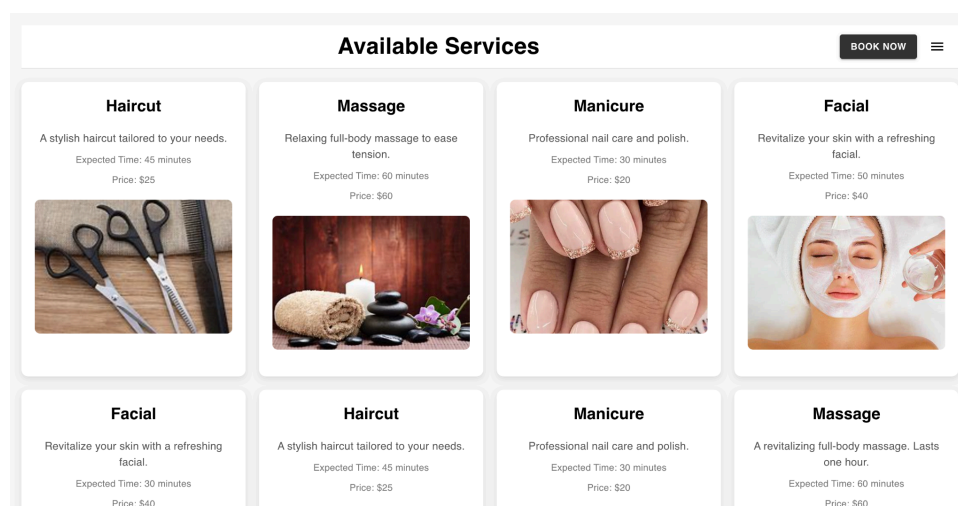 Available Services
BOOK NOW
Haircut
A stylish haircut tailored to your needs.
Expected Time: 45 minutes
Price: $25
Massage
Relaxing full-body massage to ease
tension.
Expected Time: 60 minutes
Price: $60
Manicure
Professional nail care and polish.
Expected Time: 30 minutes
Price: $20
Facial
Revitalize your skin with a refreshing
facial.
Expected Time: 50 minutes
Price: $40
Facial
Revitalize your skin with a refreshing
facial.
Expected Time: 30 minutes
Price: $40
Haircut
A stylish haircut tailored to your needs.
Expected Time: 45 minutes
Price: $25
Manicure
Professional nail care and polish.
Expected Time: 30 minutes
Price: $20
Massage
A revitalizing full-body massage. Lasts
one hour.
Expected Time: 60 minutes
Price: $60